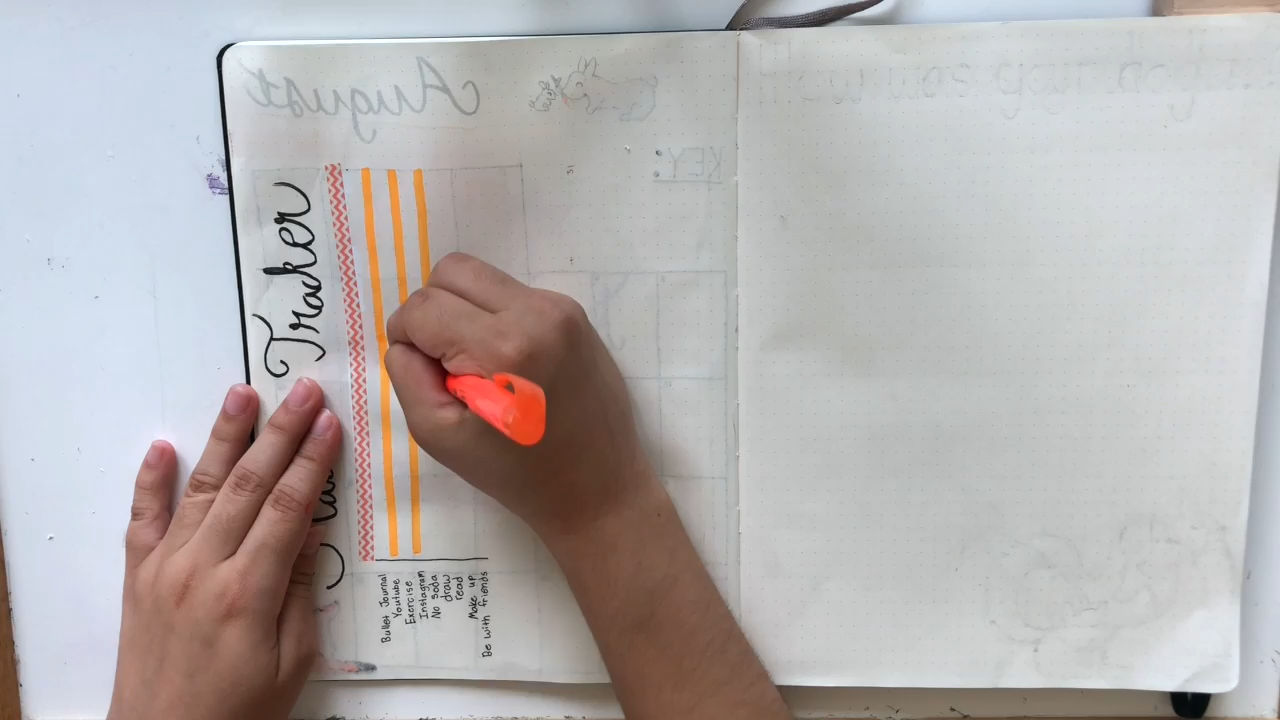 Tracker
Bullet Journal
Youtube
Exercise
Instagram
No soda
draw
read
Make up
Be with friends
August
KEY: